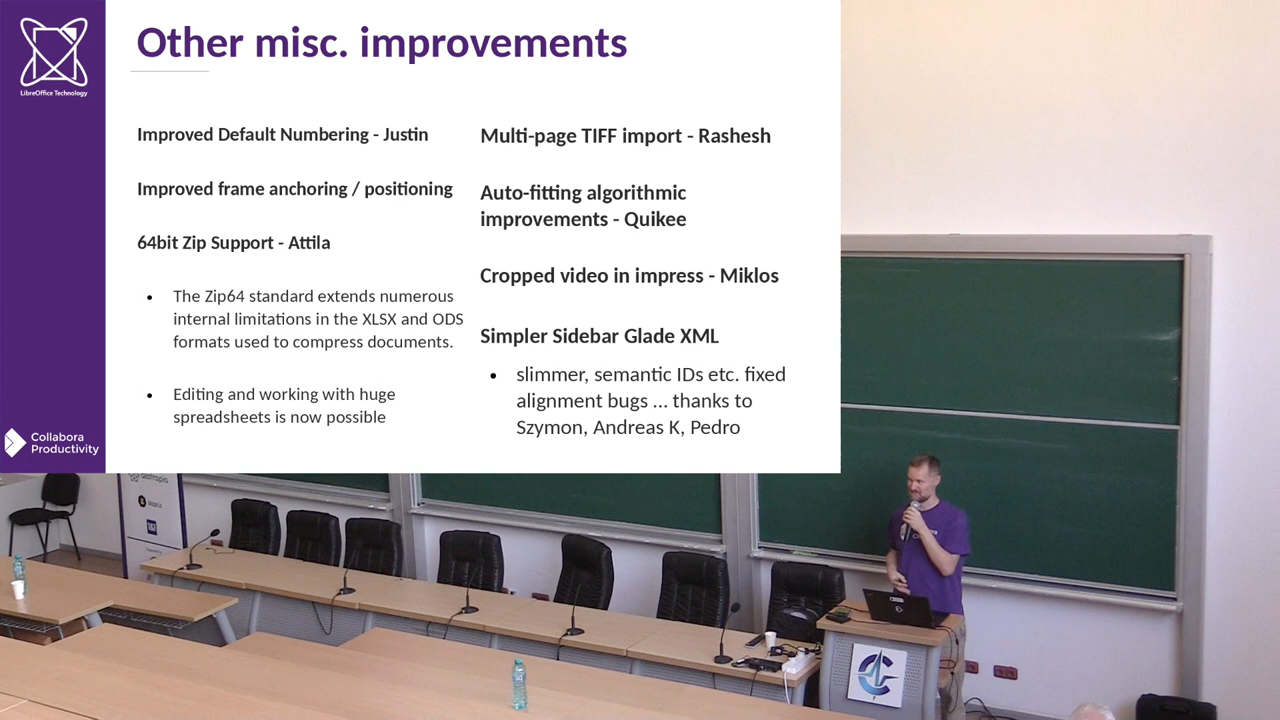 Other misc. improvements
LibreOffice Technology
Improved Default Numbering - Justin
Improved frame anchoring / positioning
64bit Zip Support - Attila
• The Zip64 standard extends numerous
internal limitations in the XLSX and ODS
formats used to compress documents.
• Editing and working with huge
spreadsheets is now possible
Multi-page TIFF import - Rashesh
Auto-fitting algorithmic
improvements - Quikee
Cropped video in impress - Miklos
Simpler Sidebar Glade XML
• slimmer, semantic IDs etc. fixed
alignment bugs ... thanks to
Szymon, Andreas K, Pedro
Collabora
Productivity